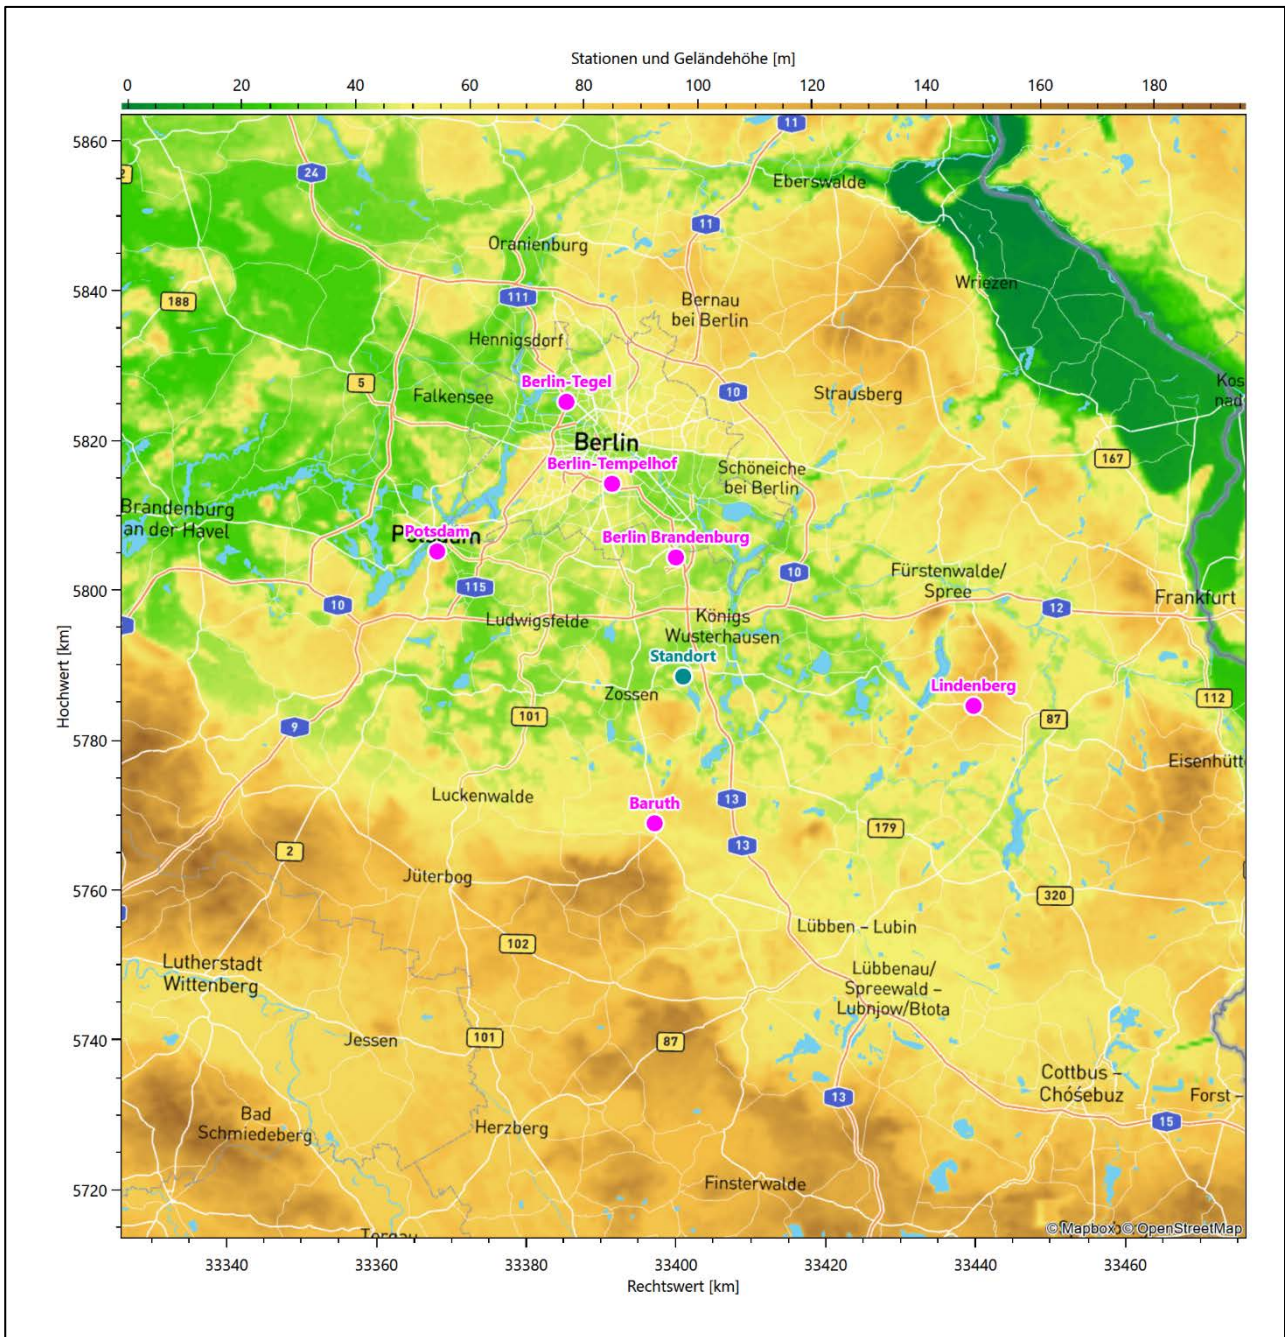 Stationen und Geländehöhe [m]
0 20 40 60 80 100 120 140 160 180
5860
5840
5820
5800
5780
5760
5740
5720
Hochwert [km]
11
24
Eberswalde
11
Oranienburg
Wriezen
111
188
Bernau
bei Berlin
Hennigsdorf
Berlin-Tegel
5
10
Falkensee
Strausberg
Berlin
Berlin-Tempelhof
167
Schöneiche
bei Berlin
Brandenburg
an der Havel
Potsdam
Potsdam
Berlin Brandenburg
10
Fürstenwalde/
Spree
115
10
12
Frankfurt
Ludwigsfelde
Königs
Wusterhausen
Standort
Zossen
Lindenberg
112
101
87
9
Eisenhütt
Luckenwalde
13
Baruth
179
13
2
Jüterbog
320
Lübben – Lubin
102
Lutherstadt
Wittenberg
Lübbenau/
Spreewald –
Lubnjow/Błota
Jessen
101
87
Cottbus –
Chóśebuz
13
Forst –
Bad
Schmiedeberg
Herzberg
15
Finsterwalde
© Mapbox © OpenStreetMap
33340 33360 33380 33400 33420 33440 33460
Rechtswert [km]